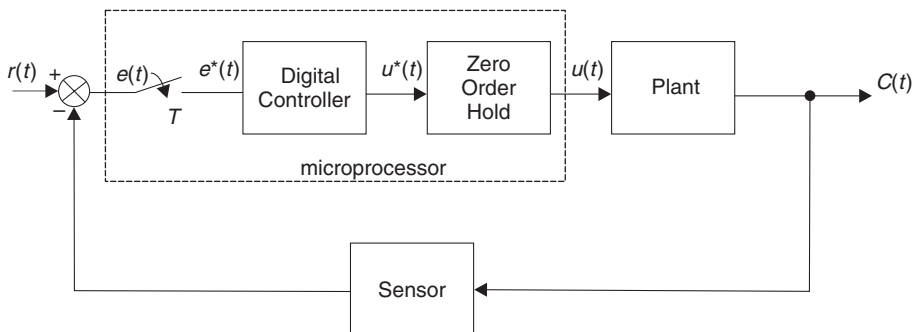 r(t)
+
−
e(t)
T
e*(t)
Digital
Controller
u*(t)
Zero
Order
Hold
u(t)
Plant
C(t)
microprocessor
Sensor